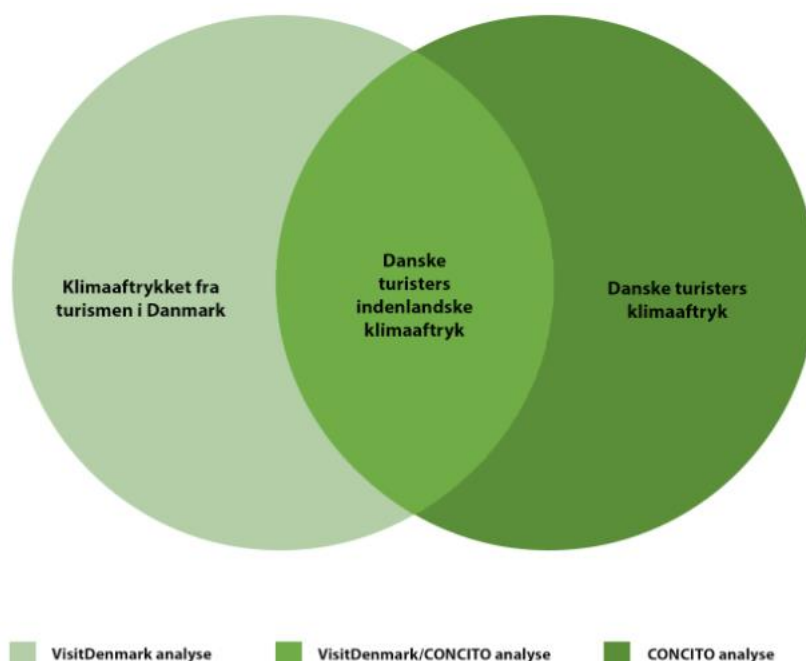 Klimaaftrykket fra
turismen i Danmark
Danske
turisters
indenlandske
klimaaftryk
Danske turisters
klimaaftryk
VisitDenmark analyse
VisitDenmark/CONCITO analyse
CONCITO analyse